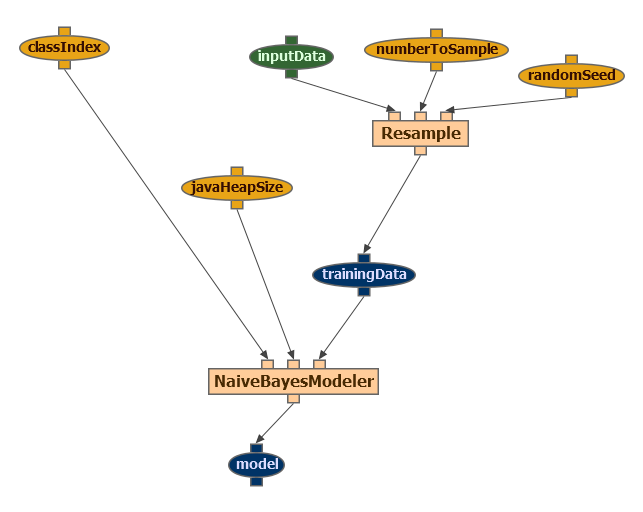 classIndex
inputData
numberToSample
randomSeed
Resample
javaHeapSize
trainingData
NaiveBayesModeler
model